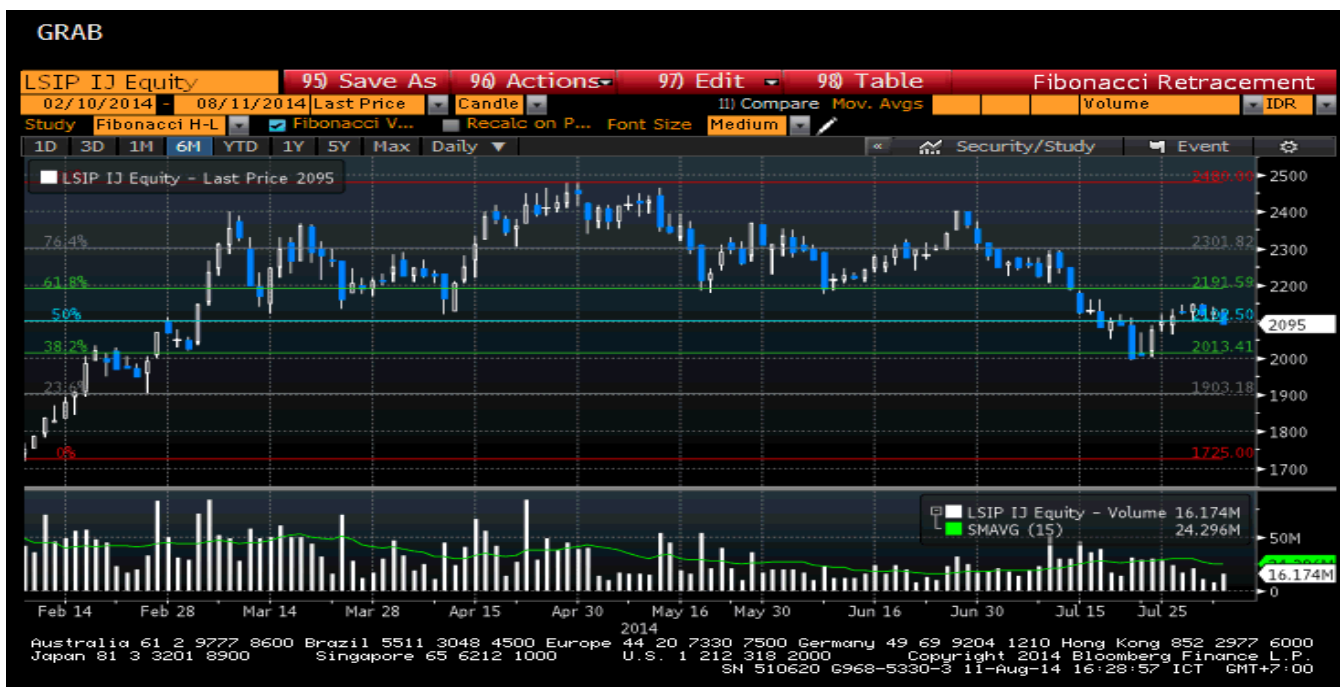 GRAB
LSIP IJ Equity 95) Save As 96) Actions 97) Edit 98) Table Fibonacci Retracement
02/10/2014 - 08/11/2014 Last Price Candle 11) Compare Mov. Avgs Volume IDR
Study Fibonacci H-L Fibonacci V... Recalc on P... Font Size Medium
1D 3D 1M 6M YTD 1Y 5Y Max Daily ▼ « Security/Study Event
LSIP IJ Equity - Last Price 2095
2480.00 2500
2400
76.4% 2301.82 2300
61.8% 2191.59 2200
50% 2102.50 2095
38.2% 2013.41 2000
23.6% 1903.18 1900
1800
0% 1725.00 1700
LSIP IJ Equity - Volume 16.174M
SMAVG (15) 24.296M
50M
16.174M
0
Feb 14 Feb 28 Mar 14 Mar 28 Apr 15 Apr 30 May 16 May 30 Jun 16 Jun 30 Jul 15 Jul 25
2014
Australia 61 2 9777 8600 Brazil 5511 3048 4500 Europe 44 20 7330 7500 Germany 49 69 9204 1210 Hong Kong 852 2977 6000
Japan 81 3 3201 8900 Singapore 65 6212 1000 U.S. 1 212 318 2000 Copyright 2014 Bloomberg Finance L.P.
SN 510620 G968-5330-3 11-Aug-14 16:28:57 ICT GMT+7:00